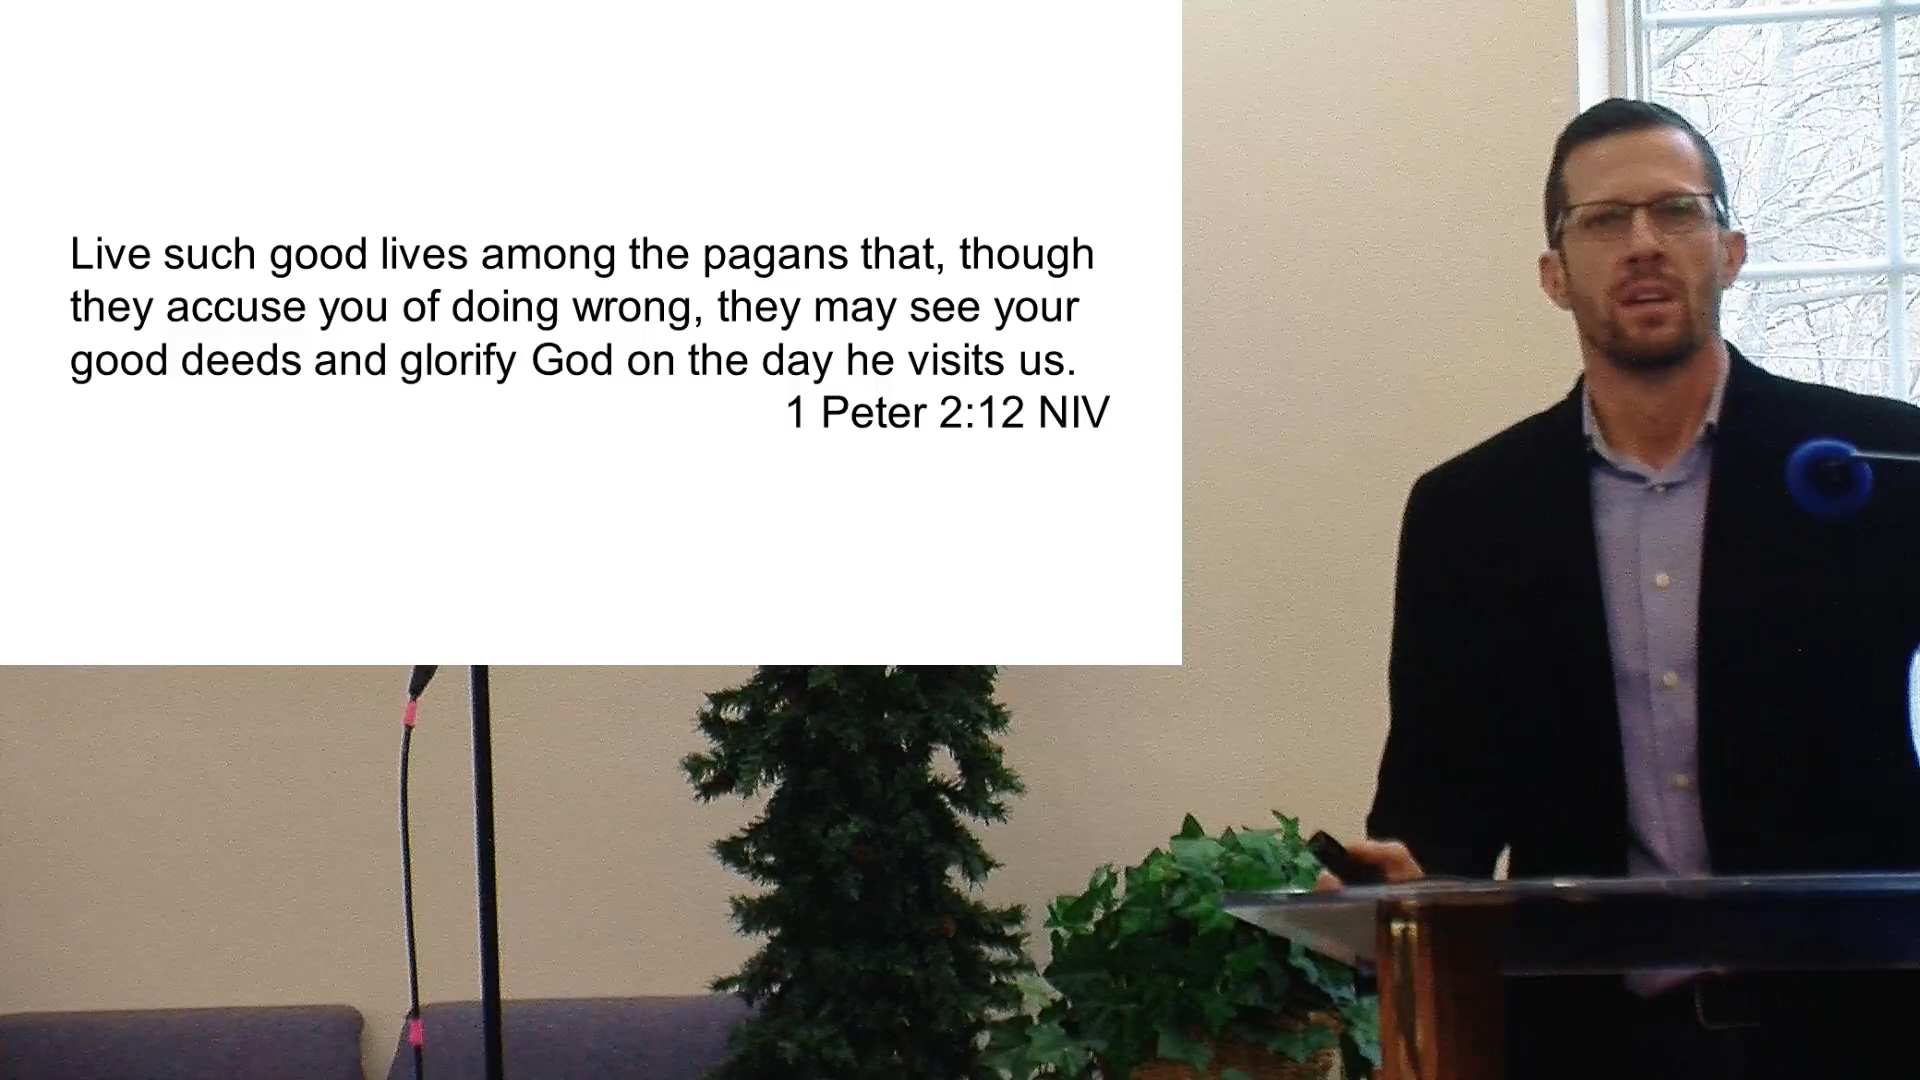 Live such good lives among the pagans that, though
they accuse you of doing wrong, they may see your
good deeds and glorify God on the day he visits us.
1 Peter 2:12 NIV